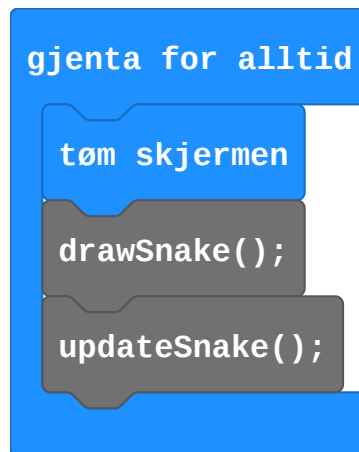 gjenta for alltid
tøm skjermen
drawSnake();
updateSnake();